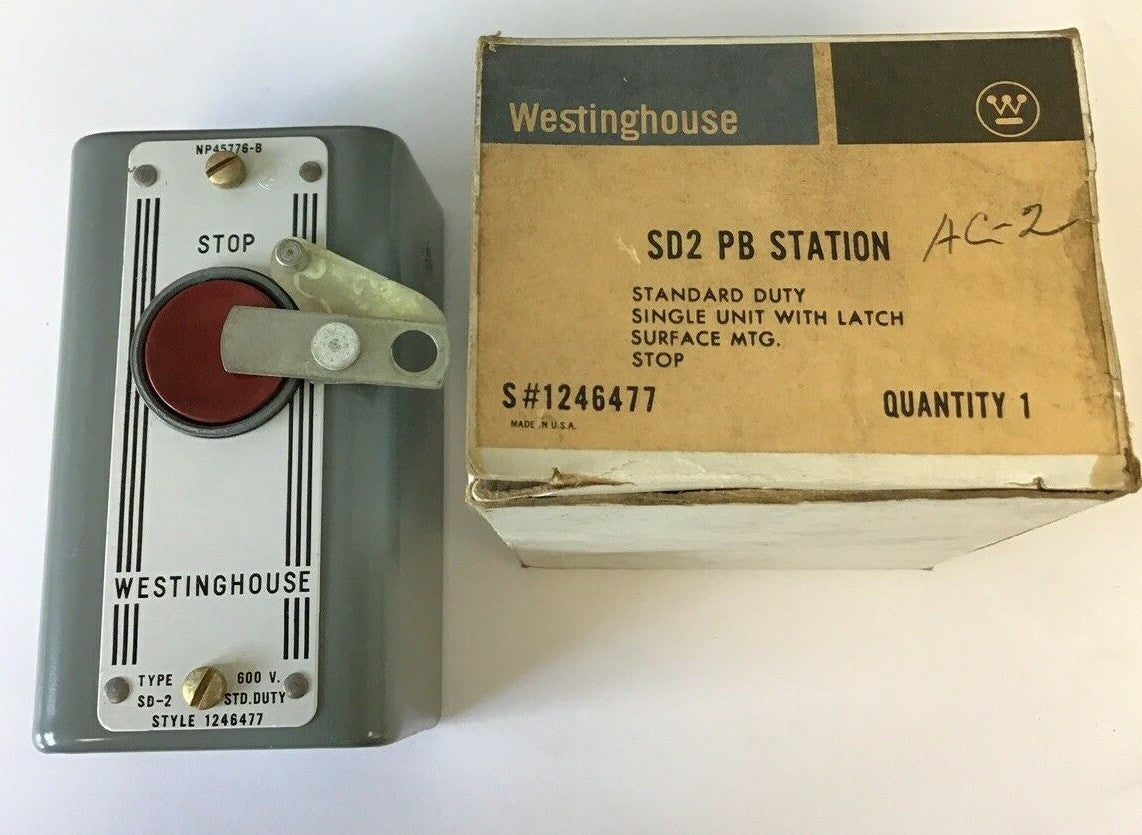 NP45776-B
STOP
WESTINGHOUSE
TYPE 600 V.
SD-2 STD.DUTY
STYLE 1246477
Westinghouse
W
SD2 PB STATION AC-2
STANDARD DUTY
SINGLE UNIT WITH LATCH
SURFACE MTG.
STOP
S#1246477 QUANTITY 1
MADE IN U.S.A.